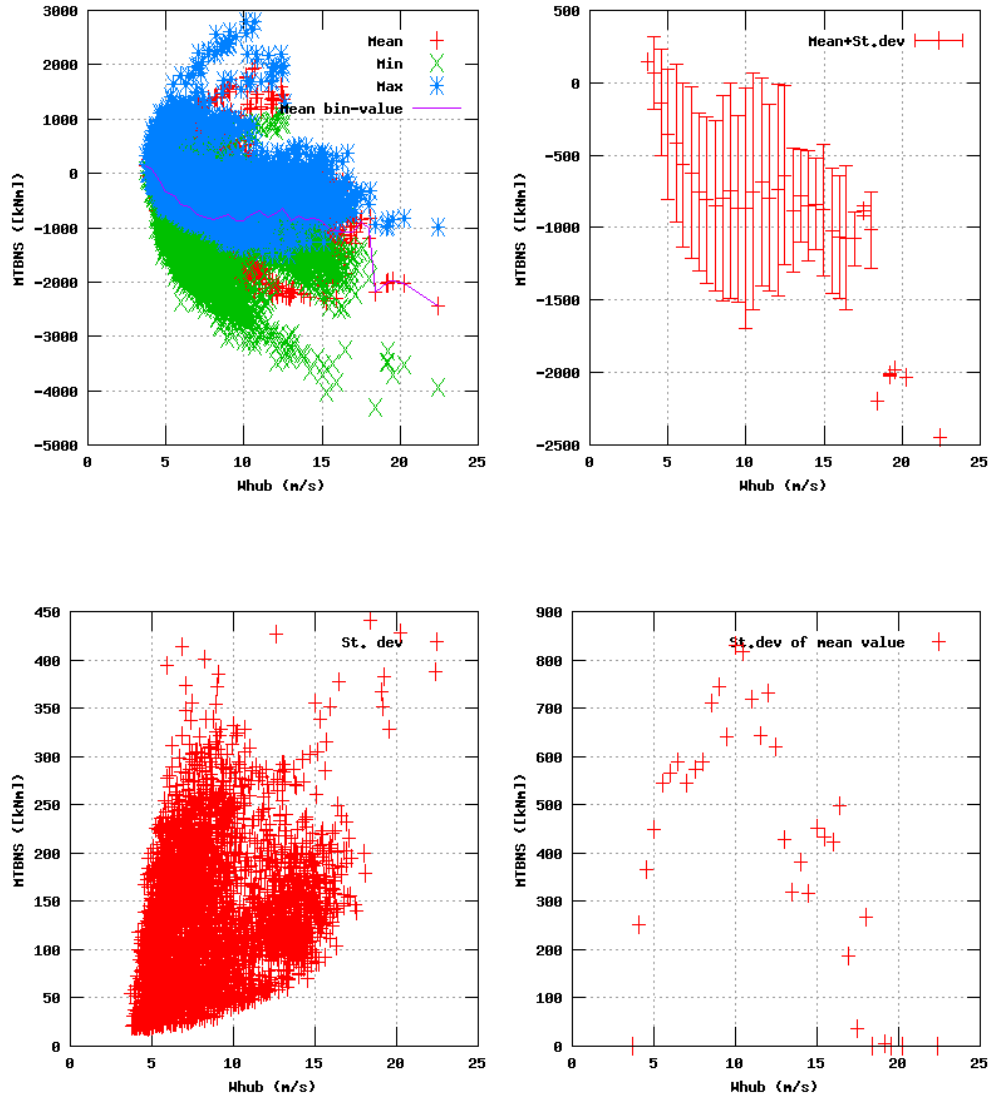 3000
2000
1000
0
-1000
-2000
-3000
-4000
-5000
MTBNS ([kNm])
Mean
Min
Max
Mean bin-value
0 5 10 15 20 25
Whub (m/s)
500
0
-500
-1000
-1500
-2000
-2500
MTBNS ([kNm])
Mean+St.dev
0 5 10 15 20 25
Whub (m/s)
450
400
350
300
250
200
150
100
50
0
MTBNS ([kNm])
St. dev
0 5 10 15 20 25
Whub (m/s)
900
800
700
600
500
400
300
200
100
0
MTBNS ([kNm])
St.dev of mean value
0 5 10 15 20 25
Whub (m/s)